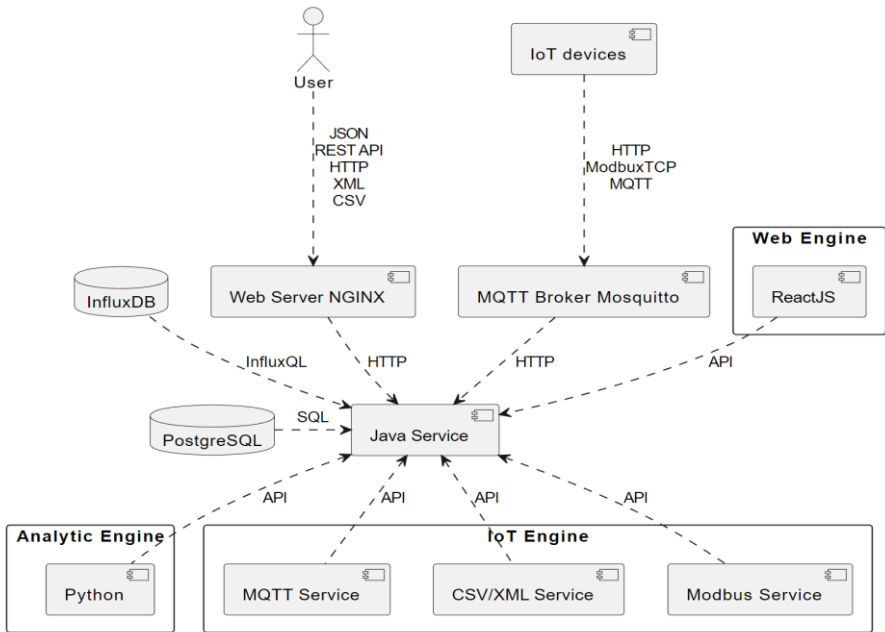 User
IoT devices
JSON
REST API
HTTP
XML
CSV
HTTP
ModbuxTCP
MQTT
Web Engine
InfluxDB
Web Server NGINX
MQTT Broker Mosquitto
ReactJS
InfluxQL
HTTP
HTTP
API
PostgreSQL
SQL
Java Service
API
API
API
API
Analytic Engine
IoT Engine
Python
MQTT Service
CSV/XML Service
Modbus Service